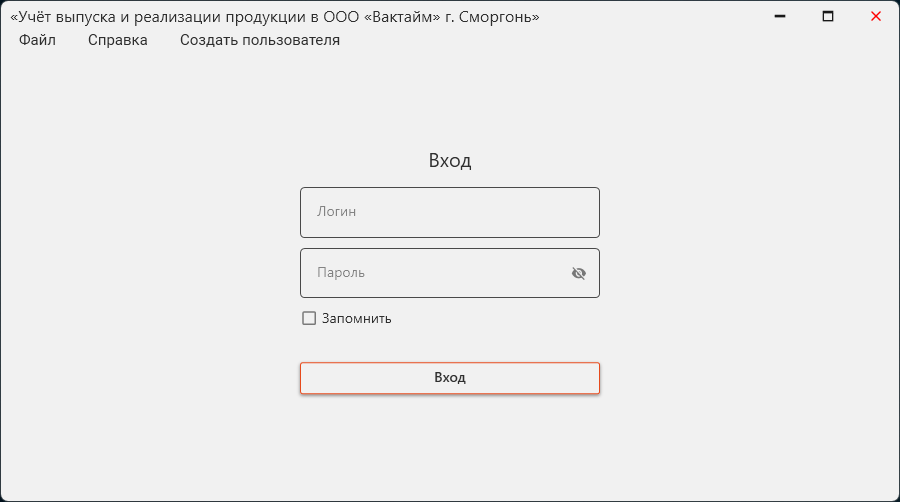 «Учёт выпуска и реализации продукции в ООО «Вактайм» г. Сморгонь»
Файл Справка Создать пользователя
Вход
Логин
Пароль
Запомнить
Вход